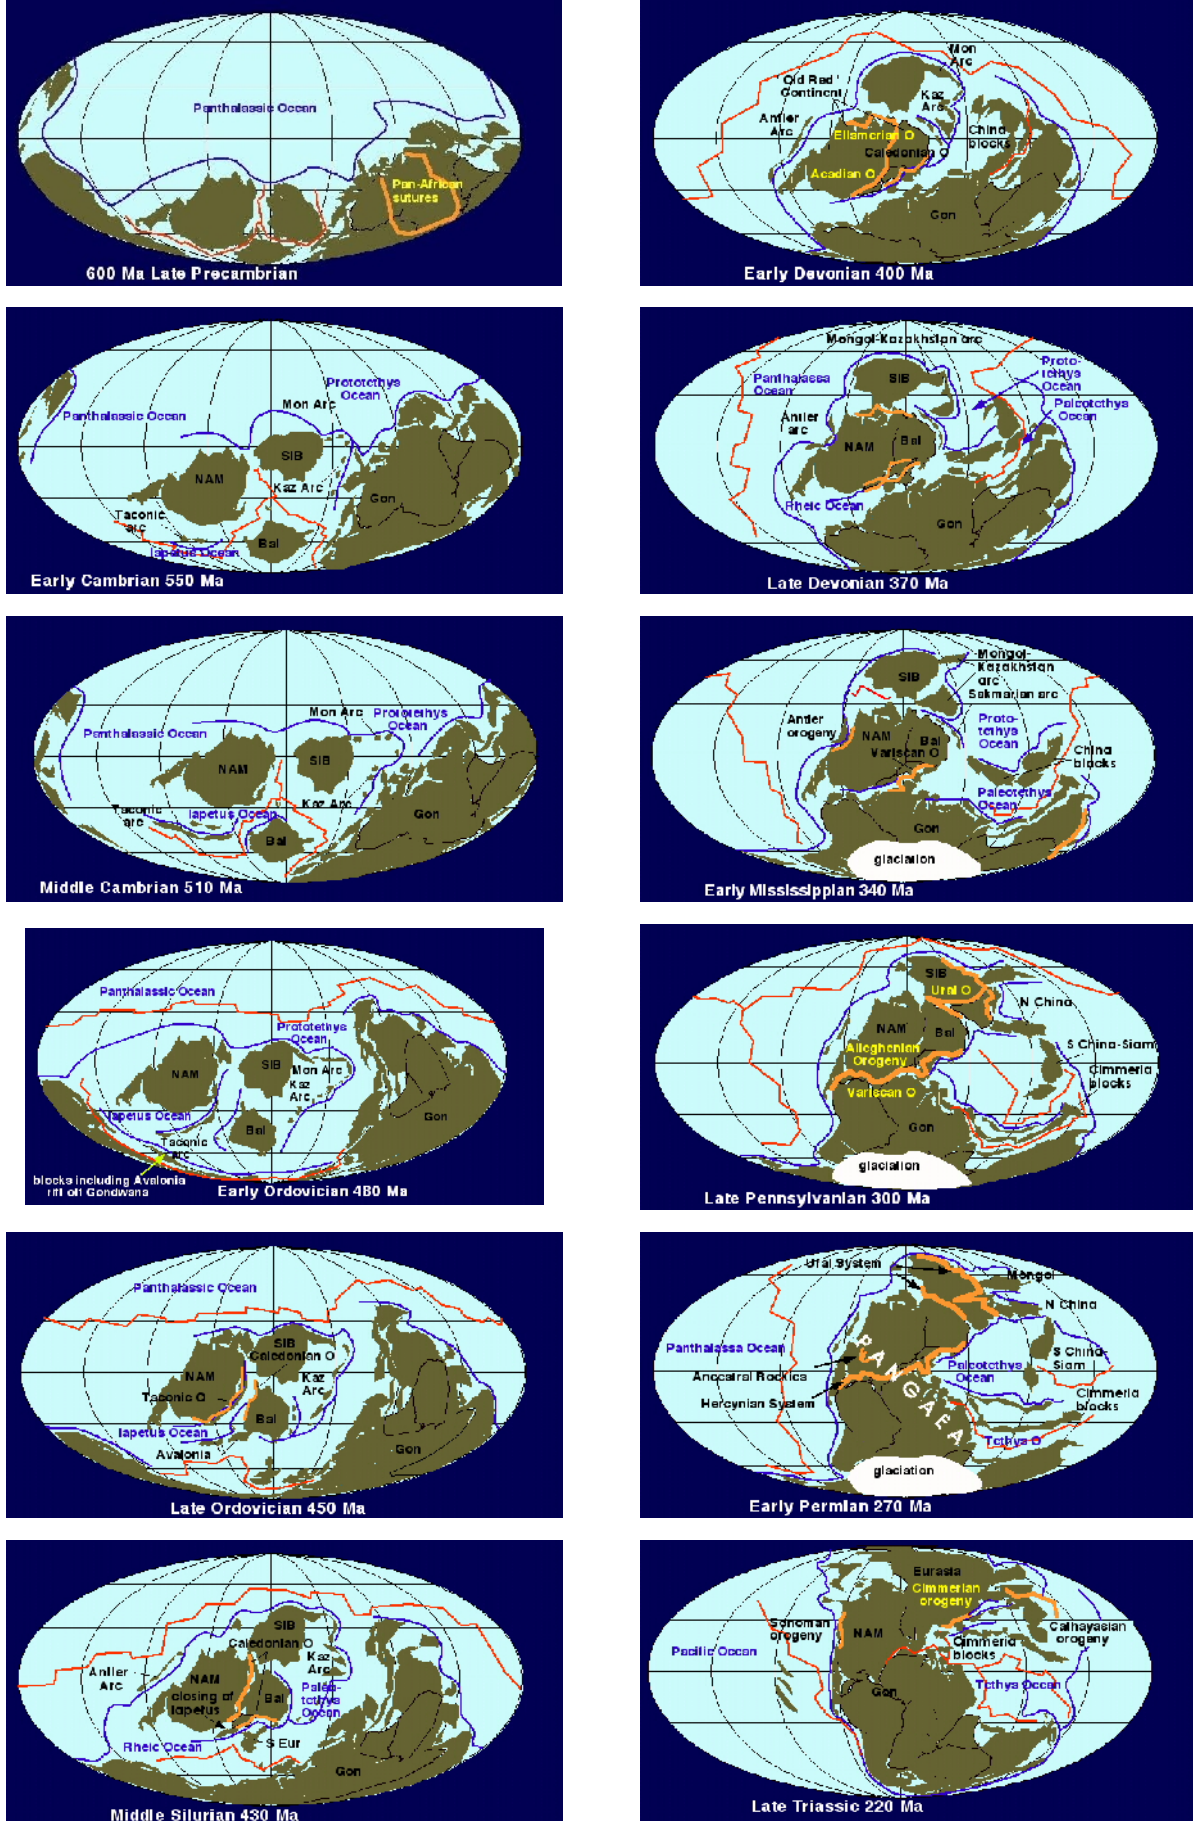 Panthalassic Ocean
Pan-African
sutures
600 Ma Late Precambrian
Panthalassic Ocean
Mon Arc
Prototethys
Ocean
NAM
SIB
Kaz Arc
Gon
Taconic
arc
Iapetus Ocean
Bal
Early Cambrian 550 Ma
Panthalassic Ocean
Mon Arc
Prototethys
Ocean
NAM
SIB
Kaz Arc
Taconic
arc
Iapetus Ocean
Bal
Gon
Middle Cambrian 510 Ma
Panthalassic Ocean
Prototethys
Ocean
NAM
SIB
Mon Arc
Kaz
Arc
Iapetus Ocean
Taconic
arc
Bal
Gon
blocks including Avalonia
rift off Gondwana
Early Ordovician 480 Ma
Panthalassic Ocean
SIB
Caledonian O
NAM
Kaz
Arc
Taconic O
Bal
Iapetus Ocean
Avalonia
Gon
Late Ordovician 450 Ma
SIB
Caledonian O
Kaz
Arc
Antler
Arc
NAM
closing of
Iapetus
Bal
Paleo-
tethys
Ocean
Rheic Ocean
S Eur
Gon
Middle Silurian 430 Ma
Mon
Arc
'Old Red'
Continent
Kaz
Arc
Antler
Arc
Ellsmerian O
Caledonian O
China
blocks
Acadian O
Gon
Early Devonian 400 Ma
Mongol-Kazakhstan arc
Panthalassa
Ocean
SIB
Proto-
tethys
Ocean
Paleotethys
Ocean
Antler
arc
NAM
Bal
Rheic Ocean
Gon
Late Devonian 370 Ma
Mongol-
Kazakhstan
arc
SIB
Sakmarian arc
Antler
orogeny
NAM
Bal
Variscan O
Proto-
tethys
Ocean
China
blocks
Paleotethys
Ocean
Gon
glaciation
Early Mississippian 340 Ma
SIB
Ural O
N China
NAM
Bal
Alleghenian
Orogeny
S China-Siam
Cimmeria
blocks
Variscan O
Gon
glaciation
Late Pennsylvanian 300 Ma
Ural System
Mongol
N China
Panthalassa Ocean
PANGAEA
S China-
Siam
Paleotethys
Ocean
Ancestral Rockies
Cimmeria
blocks
Hercynian System
Tethys O
glaciation
Early Permian 270 Ma
Eurasia
Cimmerian
orogeny
Sonoman
orogeny
NAM
Cathayasian
orogeny
Pacific Ocean
Cimmeria
blocks
Gon
Tethys Ocean
Late Triassic 220 Ma